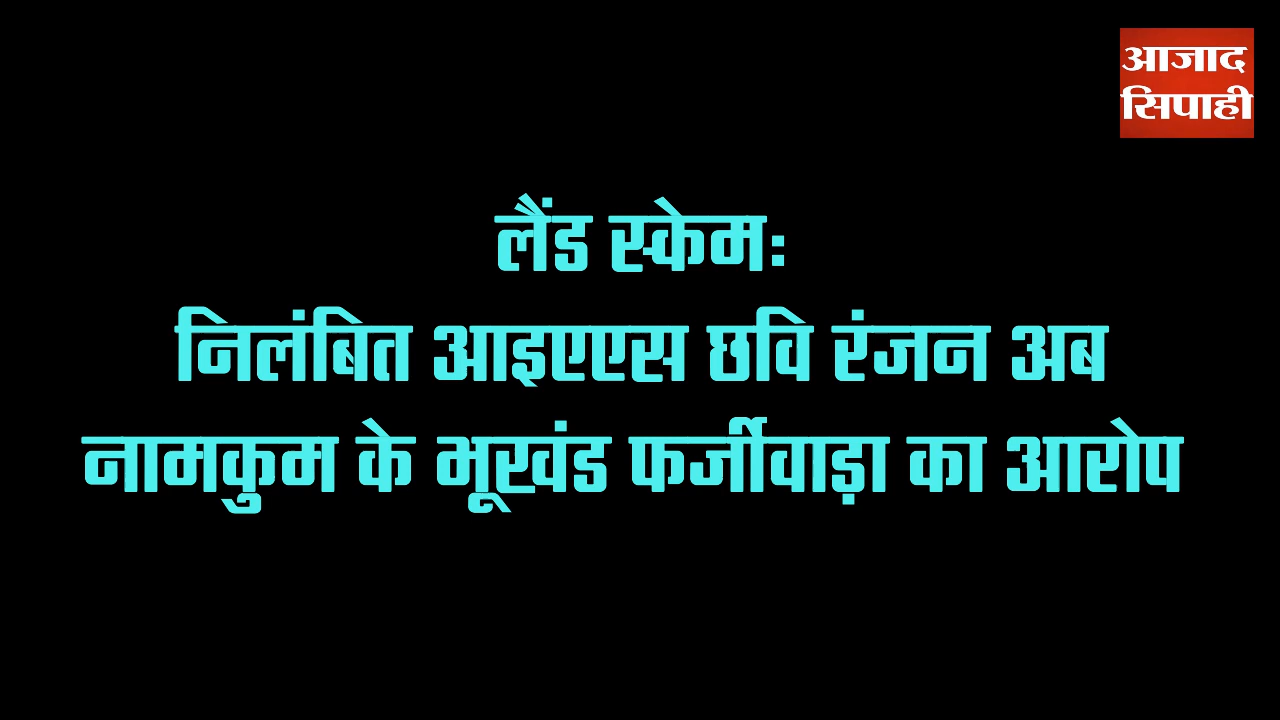 आजाद
सिपाही
लैंड स्केम:
निलंबित आइएएस छवि रंजन अब
नामकुम के भूखंड फर्जीवाड़ा का आरोप